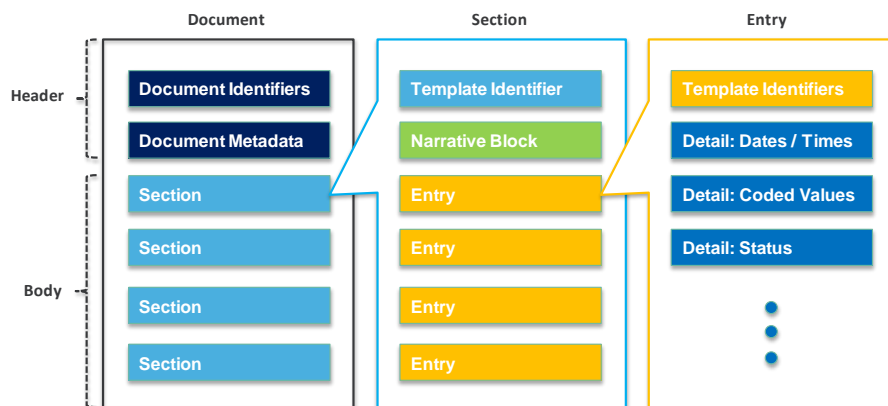 Document
Section
Entry
Header
Body
Document Identifiers
Document Metadata
Section
Section
Section
Section
Template Identifier
Narrative Block
Entry
Entry
Entry
Entry
Template Identifiers
Detail: Dates / Times
Detail: Coded Values
Detail: Status